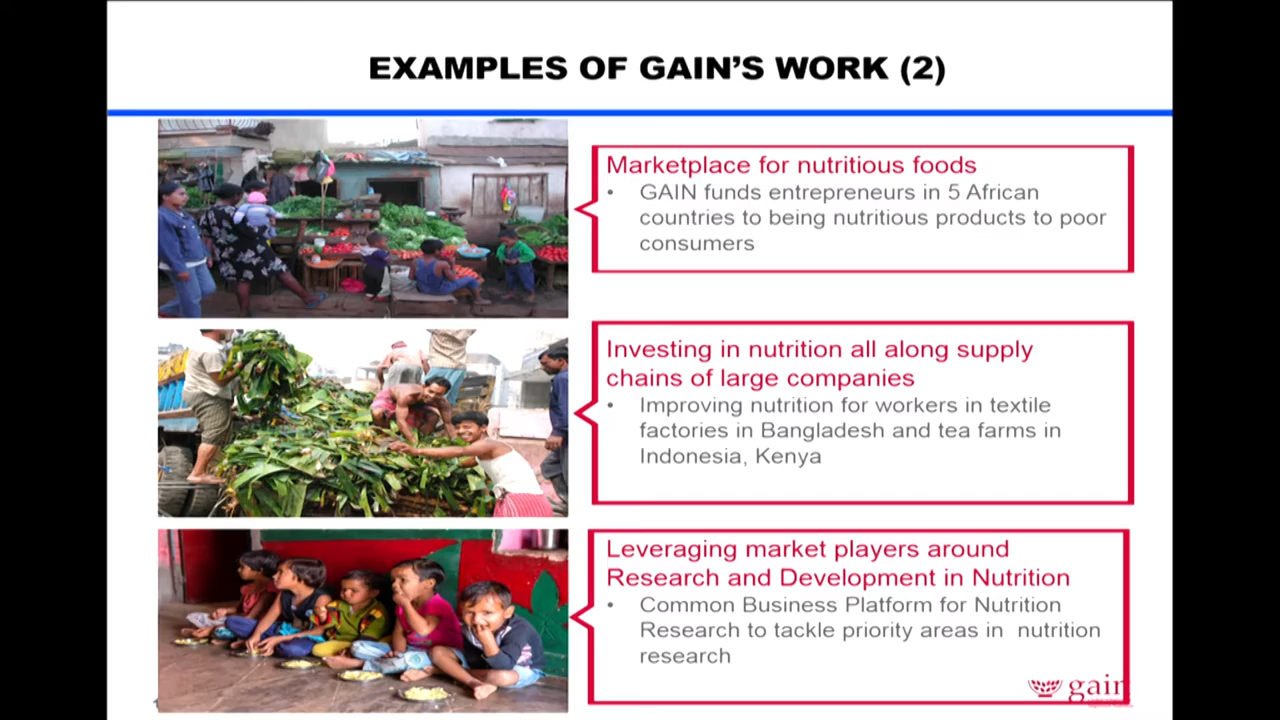 EXAMPLES OF GAIN'S WORK (2)
Marketplace for nutritious foods
• GAIN funds entrepreneurs in 5 African
countries to being nutritious products to poor
consumers
Investing in nutrition all along supply
chains of large companies
• Improving nutrition for workers in textile
factories in Bangladesh and tea farms in
Indonesia, Kenya
Leveraging market players around
Research and Development in Nutrition
• Common Business Platform for Nutrition
Research to tackle priority areas in nutrition
research
gain